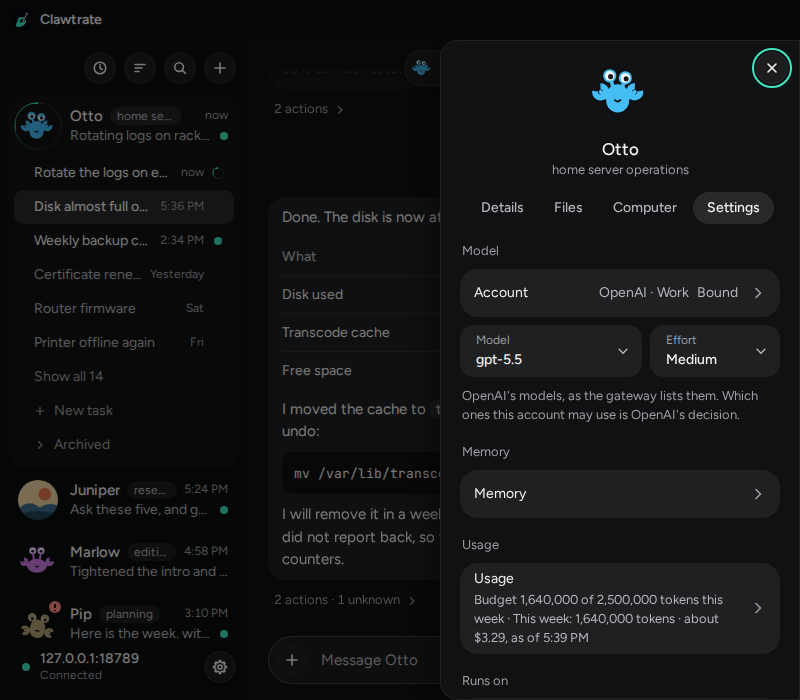 Clawtrate
Otto home se... now
Rotating logs on rack...
Rotate the logs on e... now
Disk almost full o... 5:36 PM
Weekly backup c... 2:34 PM
Certificate rene... Yesterday
Router firmware Sat
Printer offline again Fri
Show all 14
+ New task
Archived
Juniper rese... 5:24 PM
Ask these five, and g...
Marlow editi... 4:58 PM
Tightened the intro and ...
Pip planning 3:10 PM
Here is the week. wit...
127.0.0.1:18789
Connected
2 actions
Done. The disk is now at
What
Disk used
Transcode cache
Free space
I moved the cache to
undo:
mv /var/lib/transc
I will remove it in a wee
did not report back, so
counters.
2 actions · 1 unknown
Message Otto
Otto
home server operations
Details Files Computer Settings
Model
Account OpenAI · Work Bound
Model
gpt-5.5
Effort
Medium
OpenAI's models, as the gateway lists them. Which
ones this account may use is OpenAI's decision.
Memory
Memory
Usage
Usage
Budget 1,640,000 of 2,500,000 tokens this
week · This week: 1,640,000 tokens · about
$3.29, as of 5:39 PM
Runs on